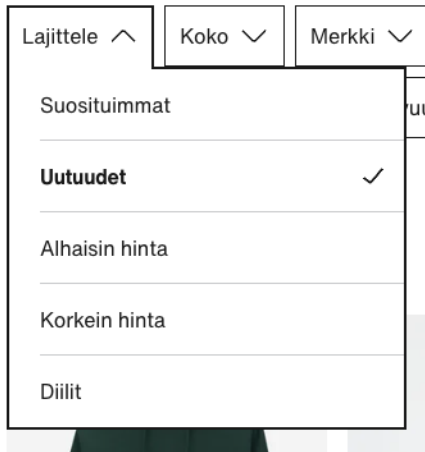 Lajittele Koko Merkki
Suosituimmat
Uutuudet
Alhaisin hinta
Korkein hinta
Diilit